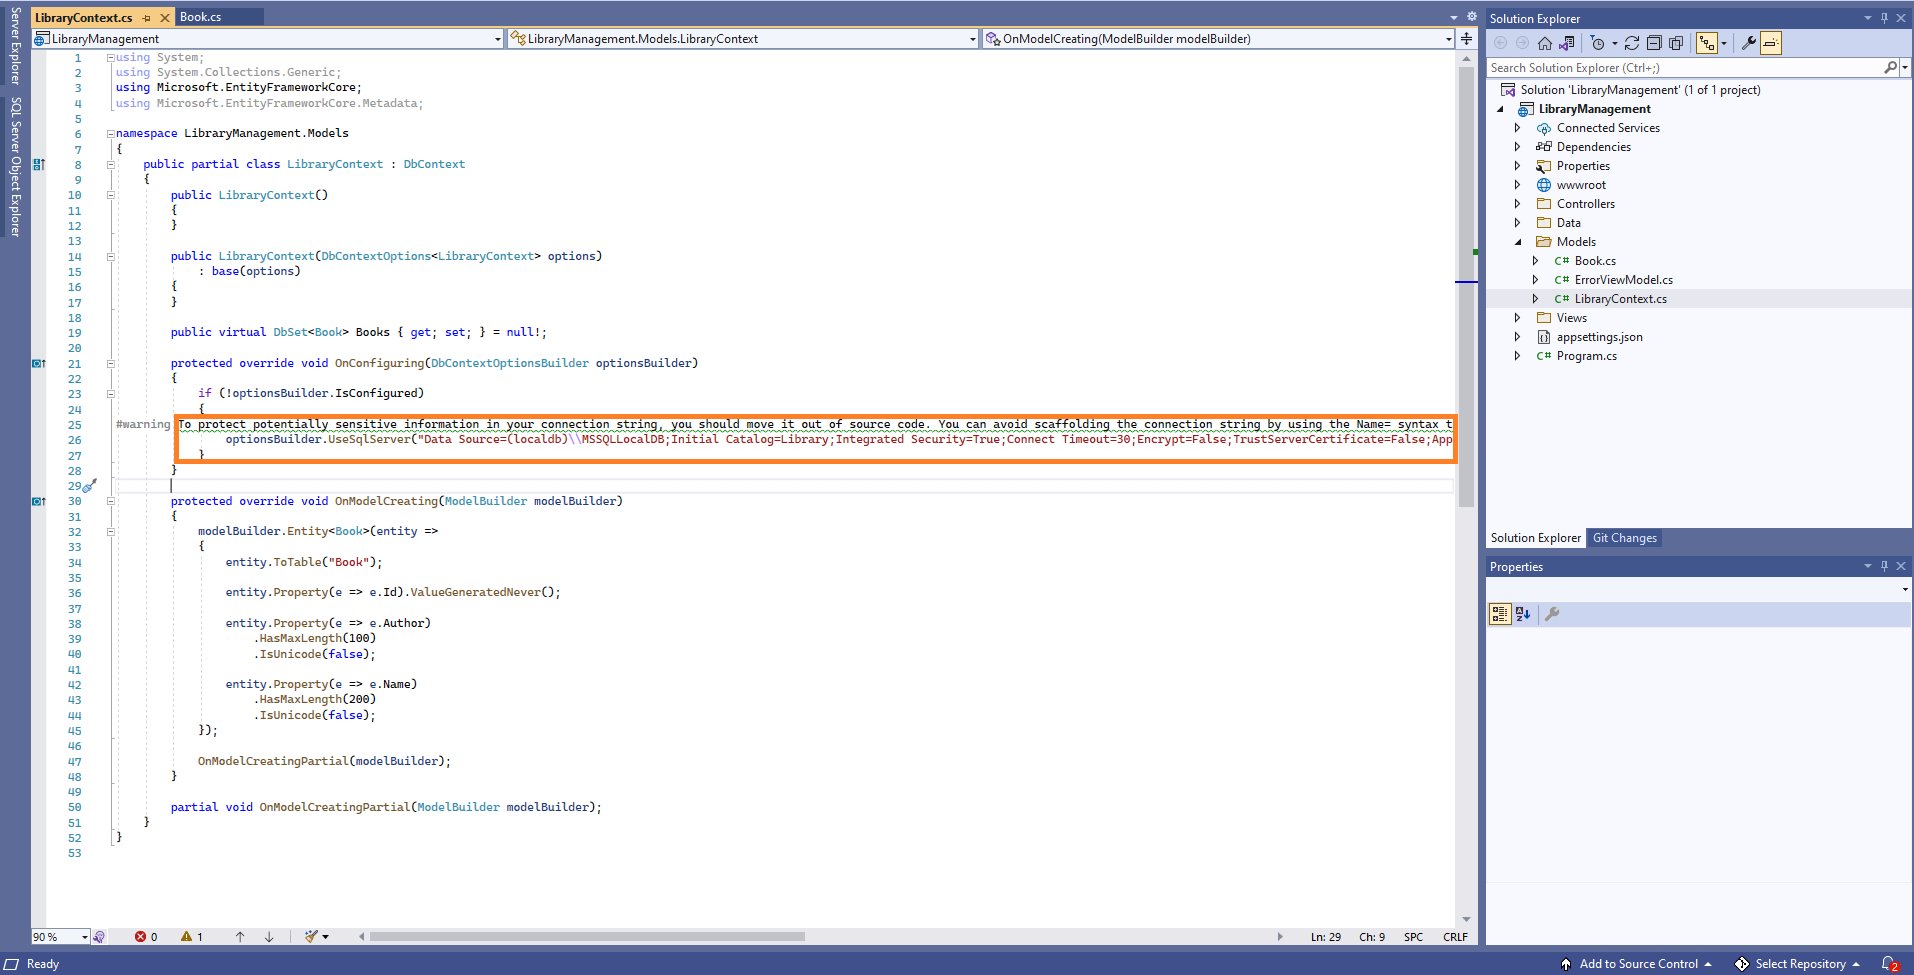 Server Explorer
SQL Server Object Explorer
LibraryContext.cs
Book.cs
LibraryManagement
LibraryManagement.Models.LibraryContext
OnModelCreating(ModelBuilder modelBuilder)
1 using System;
2 using System.Collections.Generic;
3 using Microsoft.EntityFrameworkCore;
4 using Microsoft.EntityFrameworkCore.Metadata;
5
6 namespace LibraryManagement.Models
7 {
8 public partial class LibraryContext : DbContext
9 {
10 public LibraryContext()
11 {
12 }
13
14 public LibraryContext(DbContextOptions<LibraryContext> options)
15 : base(options)
16 {
17 }
18
19 public virtual DbSet<Book> Books { get; set; } = null!;
20
21 protected override void OnConfiguring(DbContextOptionsBuilder optionsBuilder)
22 {
23 if (!optionsBuilder.IsConfigured)
24 {
25 #warning To protect potentially sensitive information in your connection string, you should move it out of source code. You can avoid scaffolding the connection string by using the Name= syntax t
26 optionsBuilder.UseSqlServer("Data Source=(localdb)\\MSSQLLocalDB;Initial Catalog=Library;Integrated Security=True;Connect Timeout=30;Encrypt=False;TrustServerCertificate=False;App
27 }
28 }
29
30 protected override void OnModelCreating(ModelBuilder modelBuilder)
31 {
32 modelBuilder.Entity<Book>(entity =>
33 {
34 entity.ToTable("Book");
35
36 entity.Property(e => e.Id).ValueGeneratedNever();
37
38 entity.Property(e => e.Author)
39 .HasMaxLength(100)
40 .IsUnicode(false);
41
42 entity.Property(e => e.Name)
43 .HasMaxLength(200)
44 .IsUnicode(false);
45 });
46
47 OnModelCreatingPartial(modelBuilder);
48 }
49
50 partial void OnModelCreatingPartial(ModelBuilder modelBuilder);
51 }
52 }
53
90 %
0
1
Ln: 29 Ch: 9 SPC CRLF
Solution Explorer
Search Solution Explorer (Ctrl+;)
Solution 'LibraryManagement' (1 of 1 project)
LibraryManagement
Connected Services
Dependencies
Properties
wwwroot
Controllers
Data
Models
C# Book.cs
C# ErrorViewModel.cs
C# LibraryContext.cs
Views
appsettings.json
C# Program.cs
Solution Explorer
Git Changes
Properties
Ready
Add to Source Control
Select Repository
2